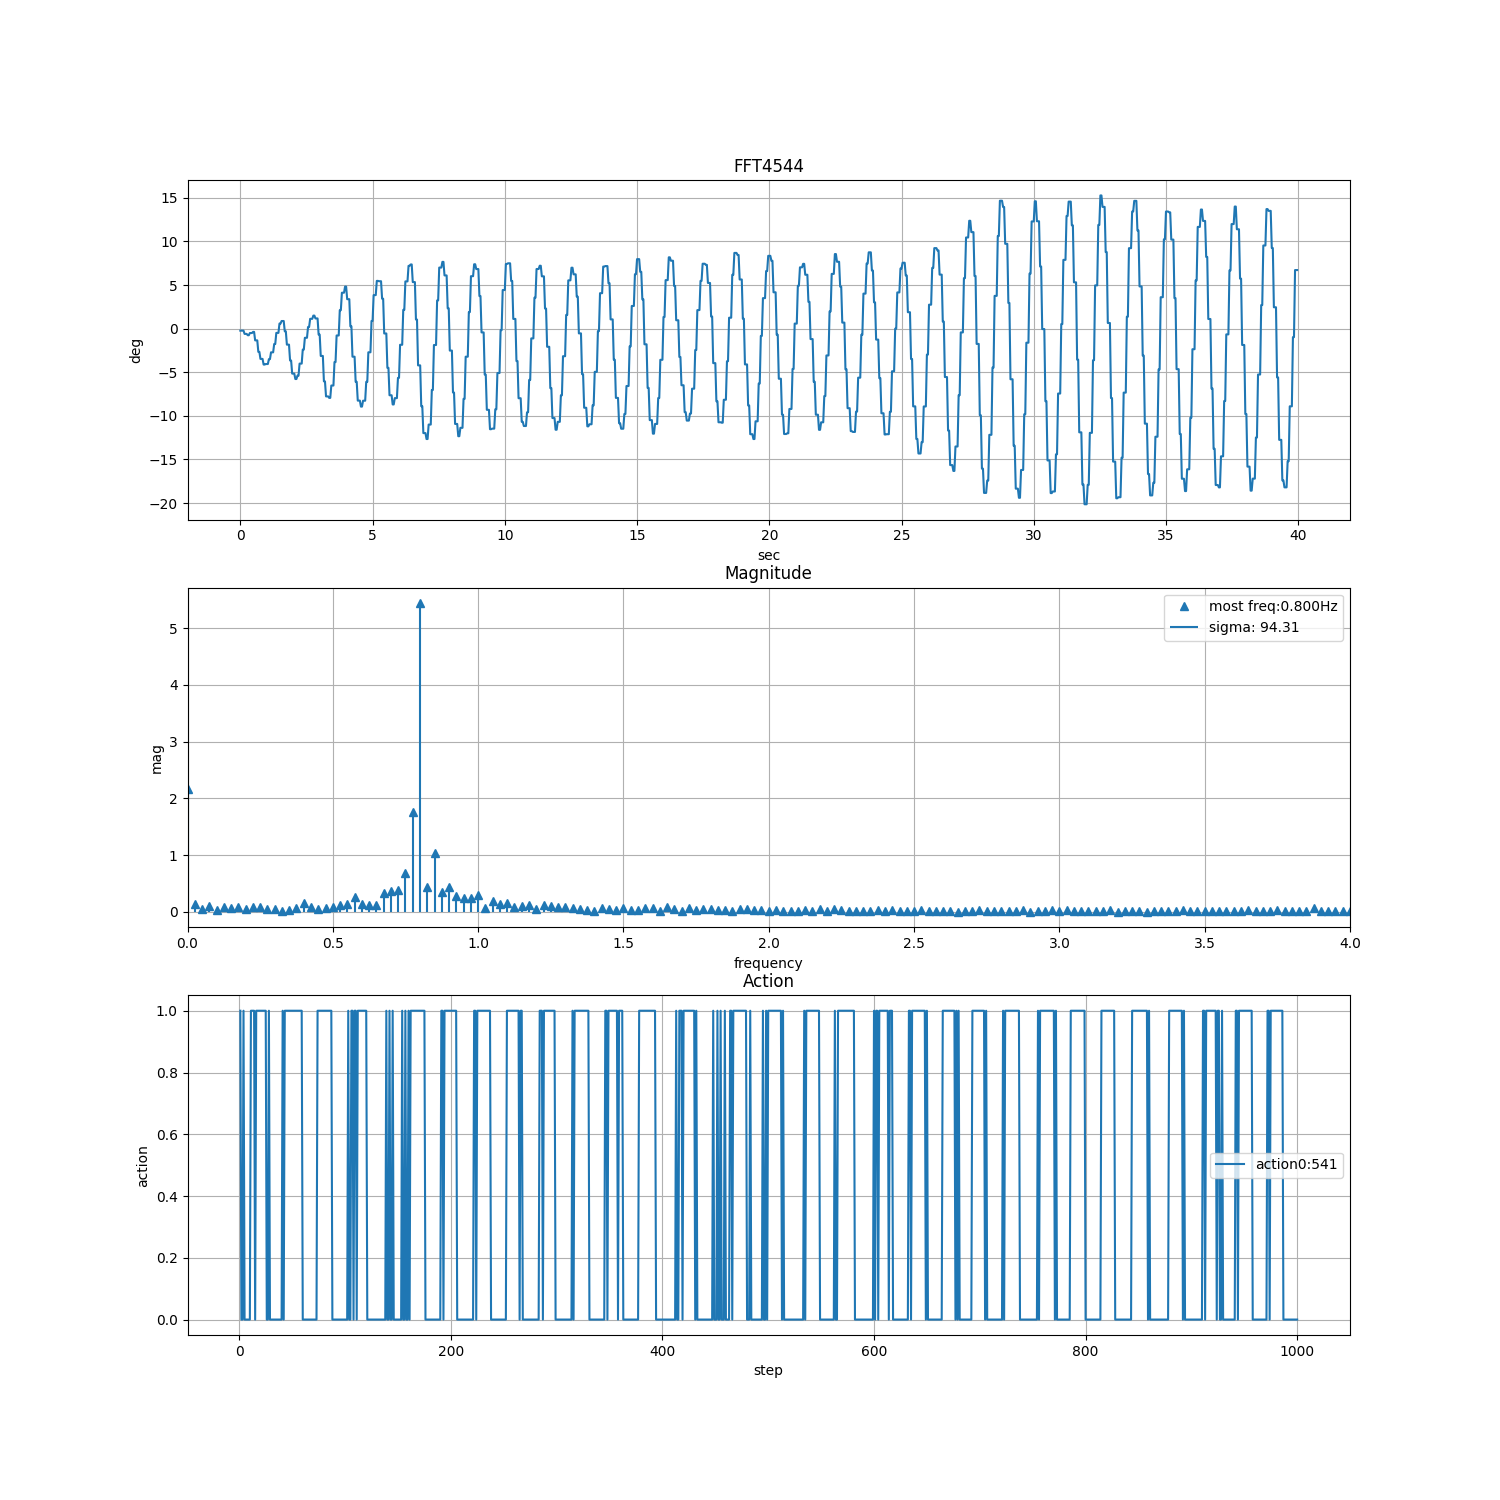 FFT4544
15
10
5
0
−5
−10
−15
−20
deg
0 5 10 15 20 25 30 35 40
sec
Magnitude
most freq:0.800Hz
sigma: 94.31
5
4
3
2
1
0
mag
0.0 0.5 1.0 1.5 2.0 2.5 3.0 3.5 4.0
frequency
Action
1.0
0.8
0.6
0.4
0.2
0.0
action
action0:541
0 200 400 600 800 1000
step